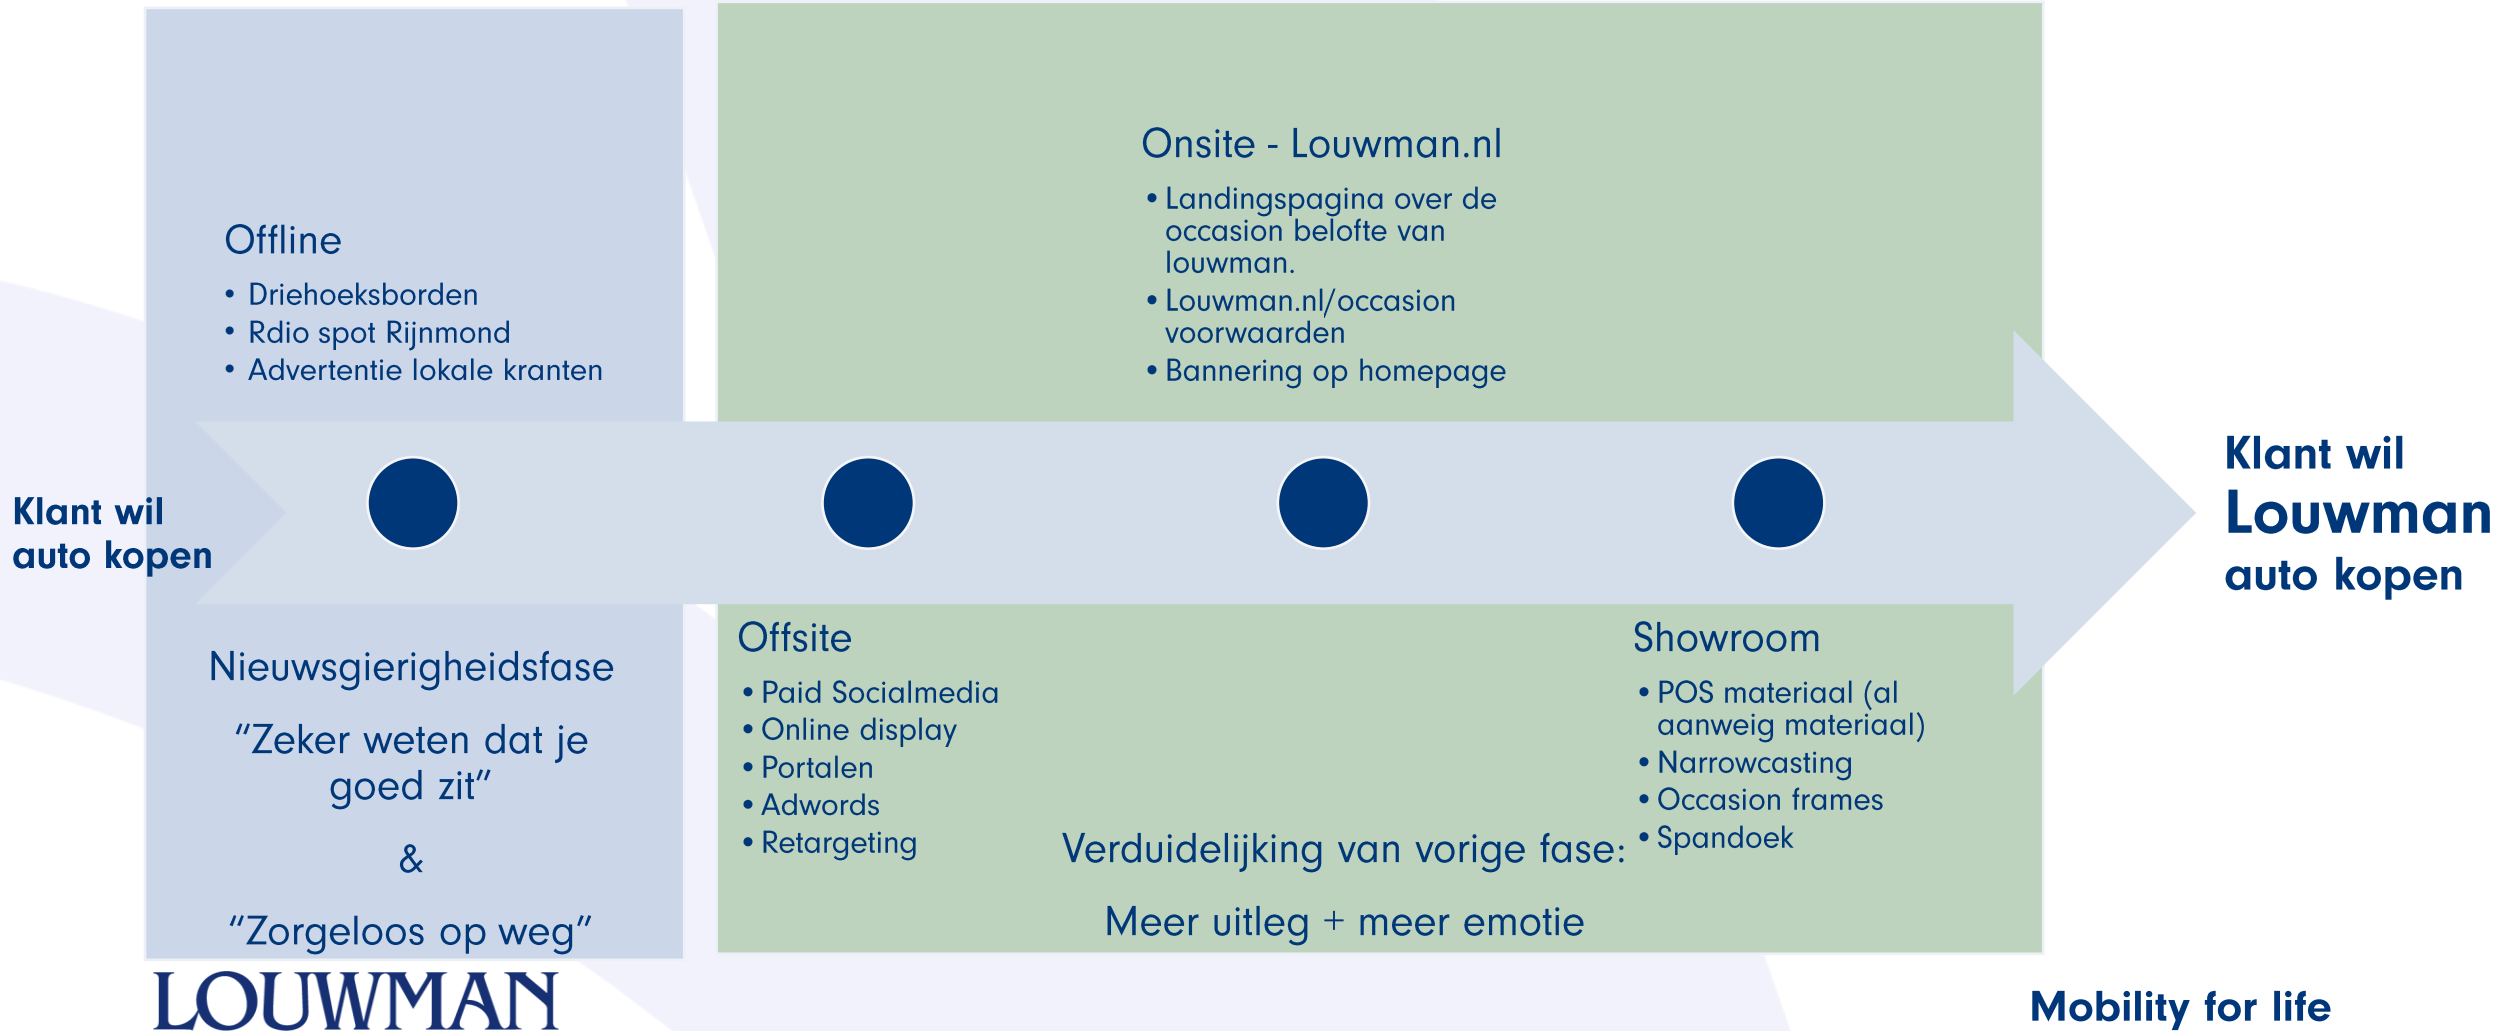 Klant wil
auto kopen
Offline
• Driehoeksborden
• Rdio spot Rijnmond
• Advertentie lokale kranten
Nieuwsgierigheidsfase
“Zeker weten dat je
goed zit”
&
“Zorgeloos op weg”
Onsite - Louwman.nl
• Landingspagina over de
occasion belofte van
louwman.
• Louwman.nl/occasion
voorwaarden
• Bannering op homepage
Offsite
• Paid Socialmedia
• Online display
• Portalen
• Adwords
• Retargeting
Showroom
• POS materiaal (al
aanweig materiaal)
• Narrowcasting
• Occasion frames
• Spandoek
Verduidelijking van vorige fase:
Meer uitleg + meer emotie
Klant wil
Louwman
auto kopen
LOUWMAN
Mobility for life